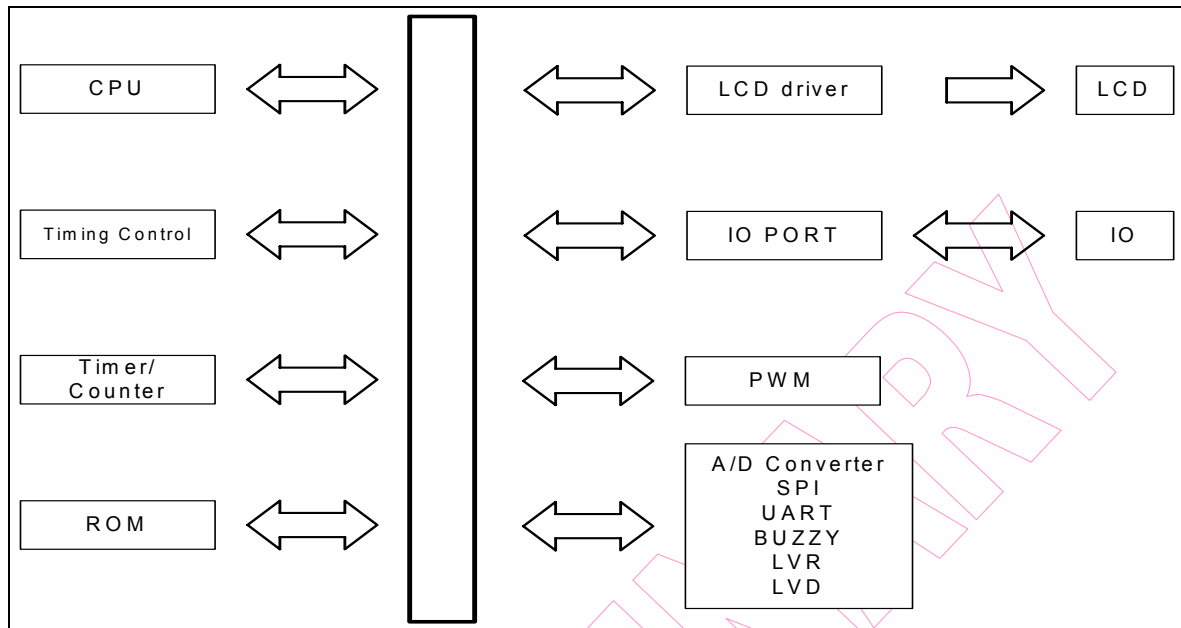 CPU
LCD driver
LCD
Timing Control
IO PORT
IO
Timer/
Counter
PWM
ROM
A/D Converter
SPI
UART
BUZZY
LVR
LVD